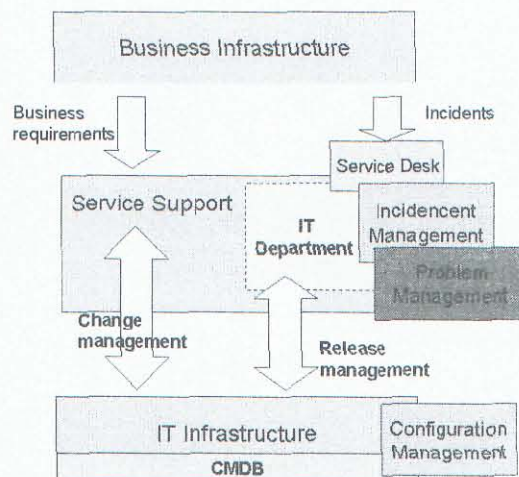 Business Infrastructure
Business
requirements
Incidents
Service Desk
Service Support
IT
Department
Incidencent
Management
Problem
Management
Change
management
Release
management
IT Infrastructure
Configuration
Management
CMDB